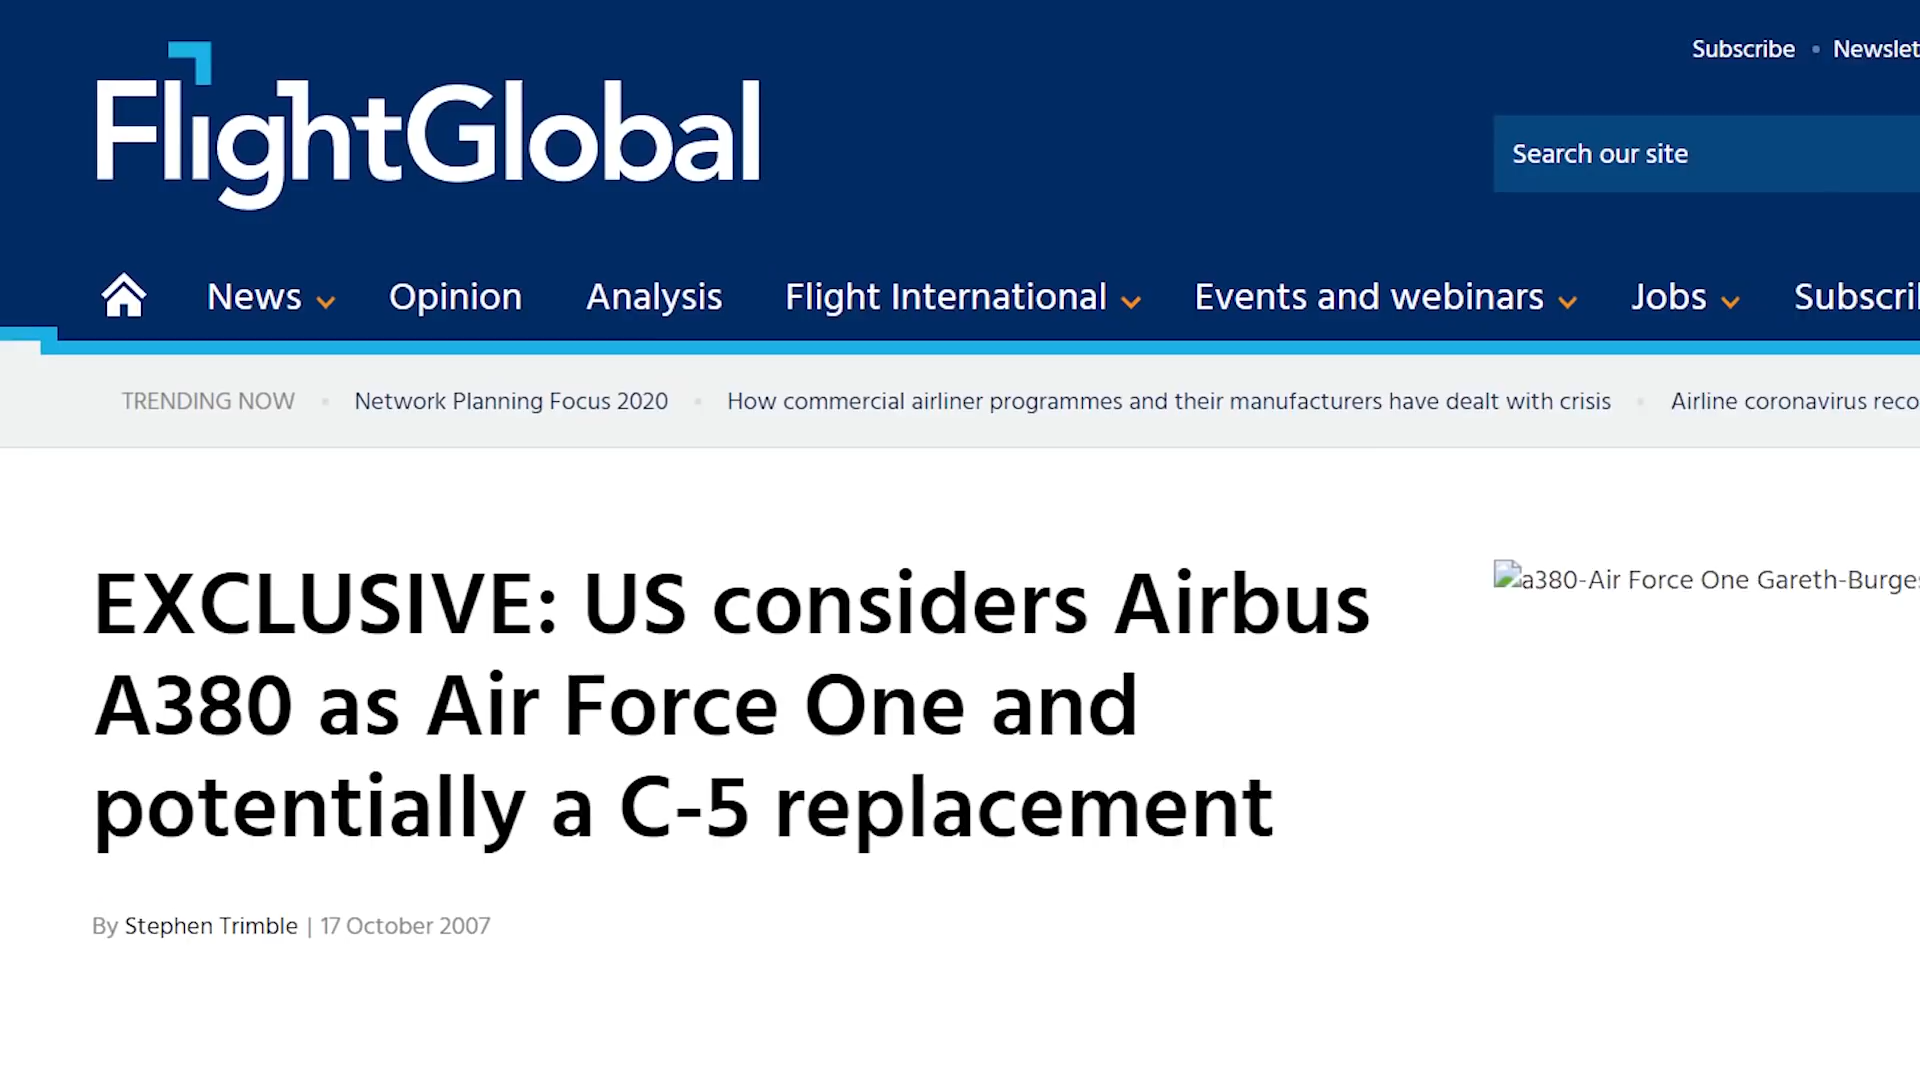 FlightGlobal
Subscribe • Newslet
Search our site
News Opinion Analysis Flight International Events and webinars Jobs Subscri
TRENDING NOW • Network Planning Focus 2020 • How commercial airliner programmes and their manufacturers have dealt with crisis • Airline coronavirus reco
EXCLUSIVE: US considers Airbus
A380 as Air Force One and
potentially a C-5 replacement
a380-Air Force One Gareth-Burges
By Stephen Trimble | 17 October 2007